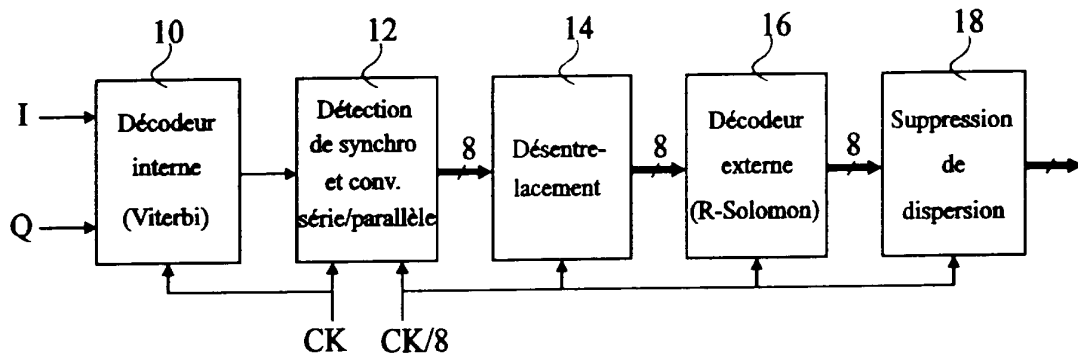 10
12
14
16
18
I
Q
Décodeur
interne
(Viterbi)
Détection
de synchro
et conv.
série/parallèle
8
Désentre-
lacement
8
Décodeur
externe
(R-Solomon)
8
Suppression
de
dispersion
CK
CK/8